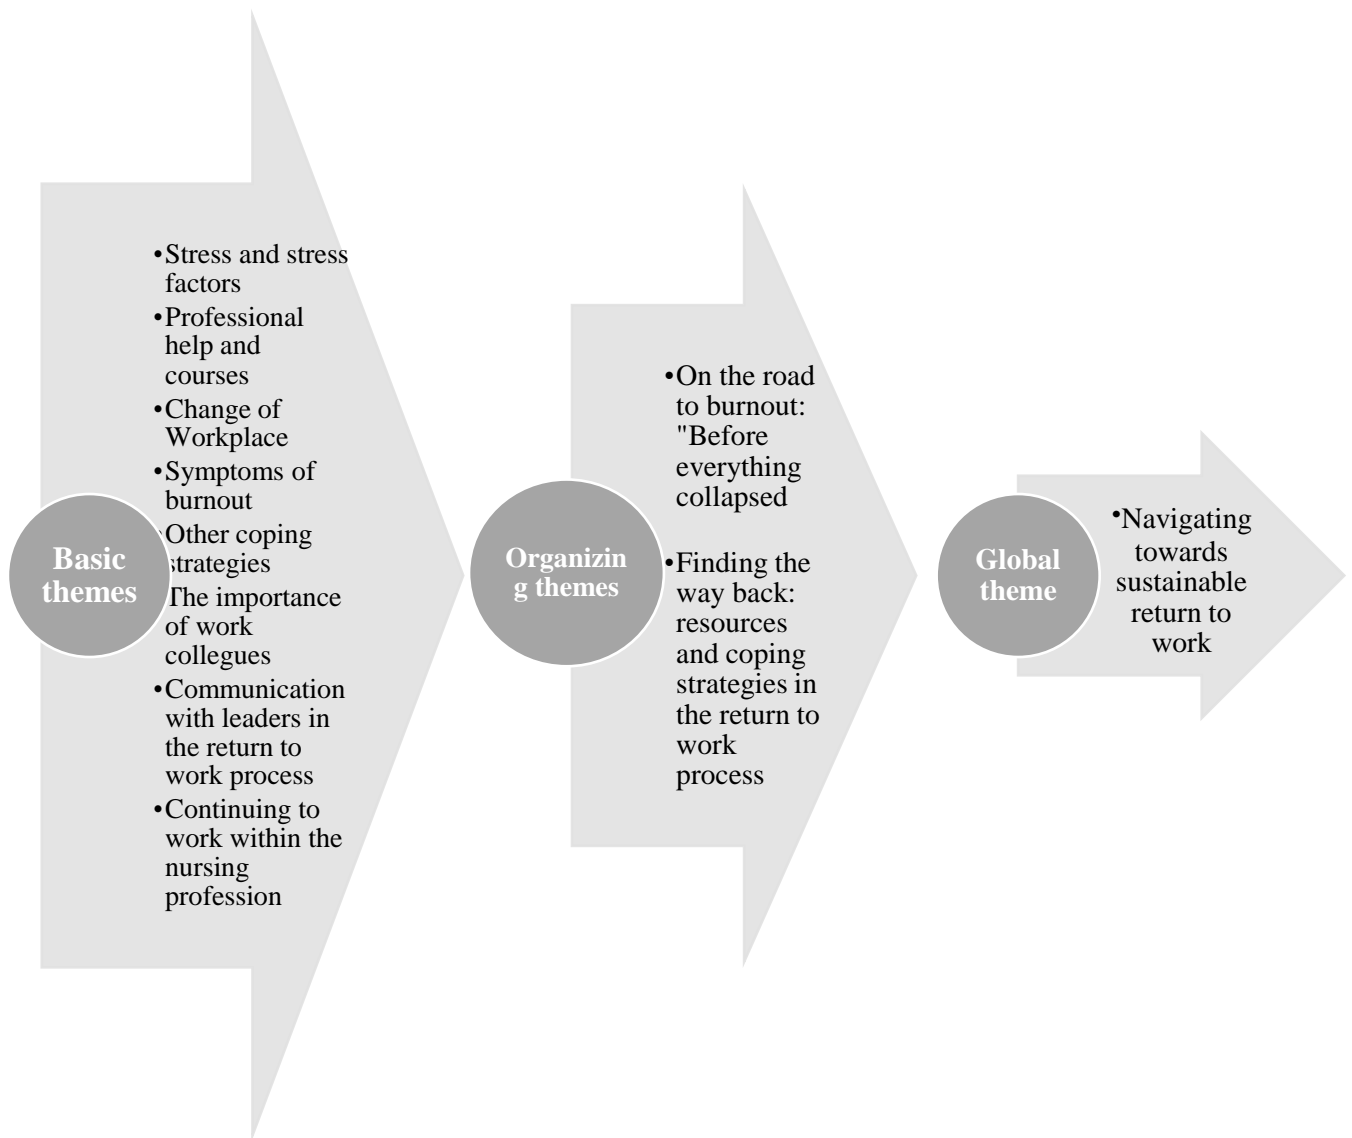 Basic
themes
•Stress and stress
factors
•Professional
help and
courses
•Change of
Workplace
•Symptoms of
burnout
Other coping
strategies
The importance
of work
collegues
•Communication
with leaders in
the return to
work process
•Continuing to
work within the
nursing
profession
Organizin
g themes
•On the road
to burnout:
"Before
everything
collapsed
•Finding the
way back:
resources
and coping
strategies in
the return to
work
process
Global
theme
•Navigating
towards
sustainable
return to
work